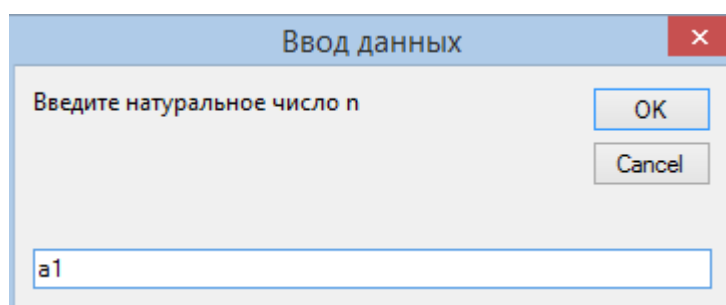 Ввод данных
Введите натуральное число n
OK
Cancel
a1